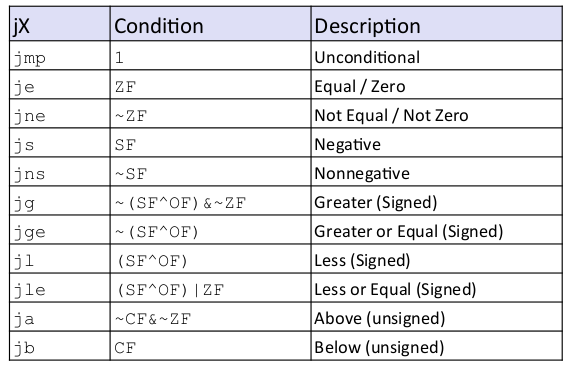 jX Condition Description
jmp 1 Unconditional
je ZF Equal / Zero
jne ~ZF Not Equal / Not Zero
js SF Negative
jns ~SF Nonnegative
jg ~(SF^OF)&~ZF Greater (Signed)
jge ~(SF^OF) Greater or Equal (Signed)
jl (SF^OF) Less (Signed)
jle (SF^OF)|ZF Less or Equal (Signed)
ja ~CF&~ZF Above (unsigned)
jb CF Below (unsigned)